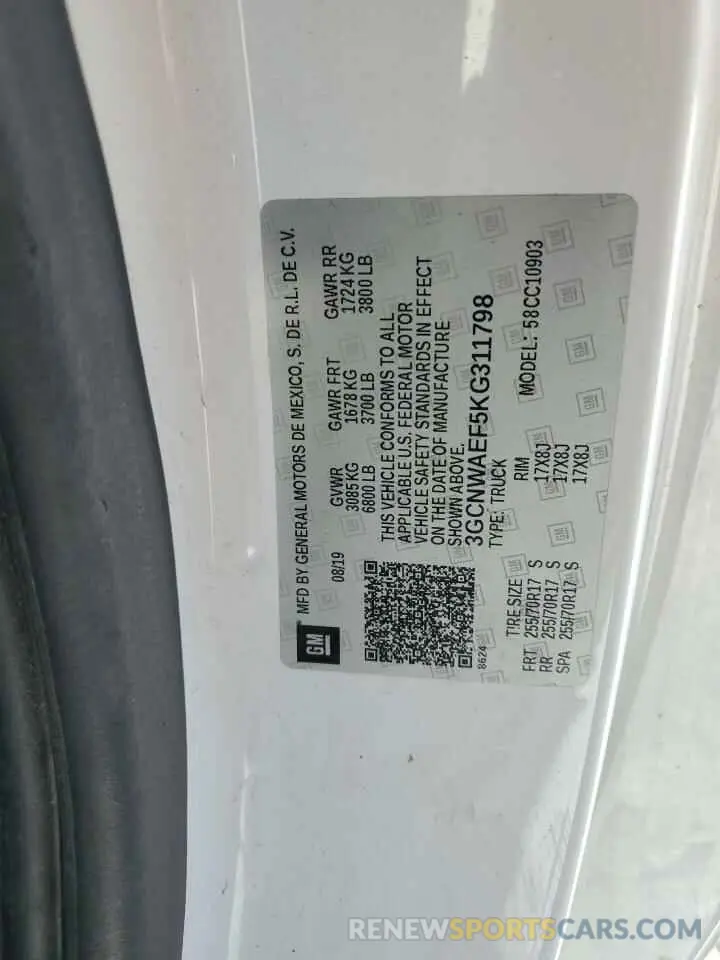 GM
MFD BY GENERAL MOTORS DE MEXICO, S. DE R.L. DE C.V.
08/19 GVWR GAWR FRT GAWR RR
3085 KG 1678 KG 1724 KG
6800 LB 3700 LB 3800 LB
THIS VEHICLE CONFORMS TO ALL
APPLICABLE U.S. FEDERAL MOTOR
VEHICLE SAFETY STANDARDS IN EFFECT
ON THE DATE OF MANUFACTURE
SHOWN ABOVE.
3GCNWAEF5KG311798
8624 TYPE: TRUCK
TIRE SIZE RIM MODEL: 58CC10903
FRT 255/70R17 S 17X8J
RR 255/70R17 S 17X8J
SPA 255/70R17 S 17X8J
RENEWSPORTSCARS.COM